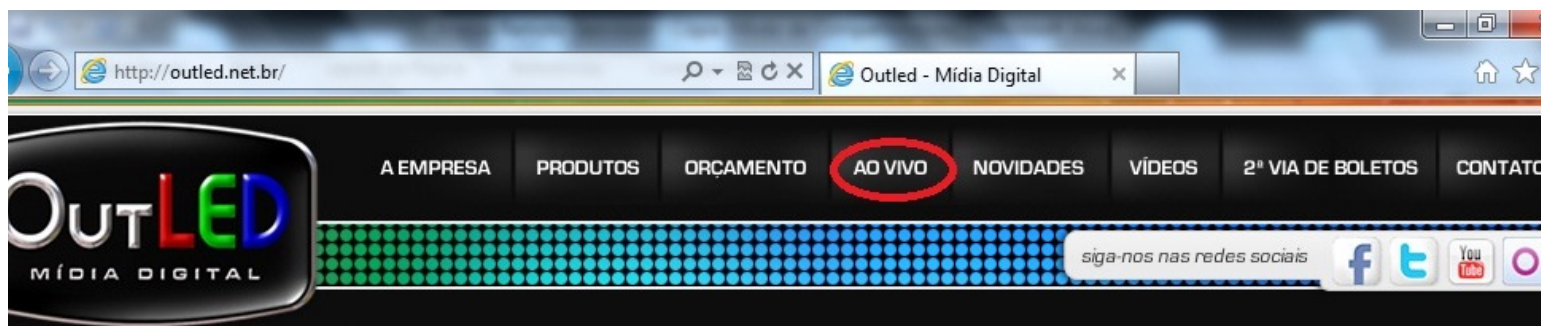 http://outled.net.br/
Outled - Mídia Digital
A EMPRESA PRODUTOS ORÇAMENTO AO VIVO NOVIDADES VÍDEOS 2ª VIA DE BOLETOS CONTATO
OUTLED
MÍDIA DIGITAL
siga-nos nas redes sociais
You
Tube